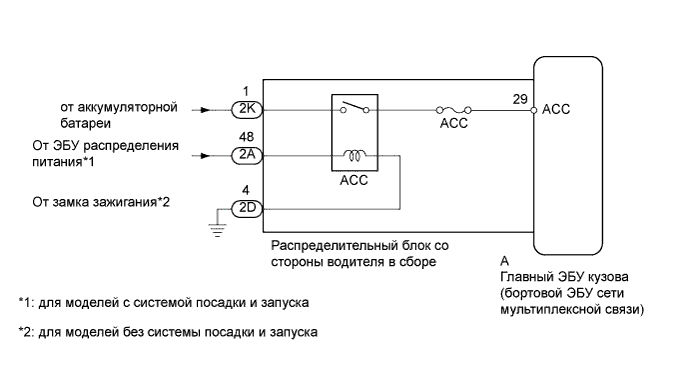 1
от аккумуляторной
батареи
2K
29
ACC
ACC
48
От ЭБУ распределения
питания*1
2A
ACC
4
От замка зажигания*2
2D
Распределительный блок со
стороны водителя в сборе
A
Главный ЭБУ кузова
(бортовой ЭБУ сети
мультиплексной связи)
*1: для моделей с системой посадки и запуска
*2: для моделей без системы посадки и запуска